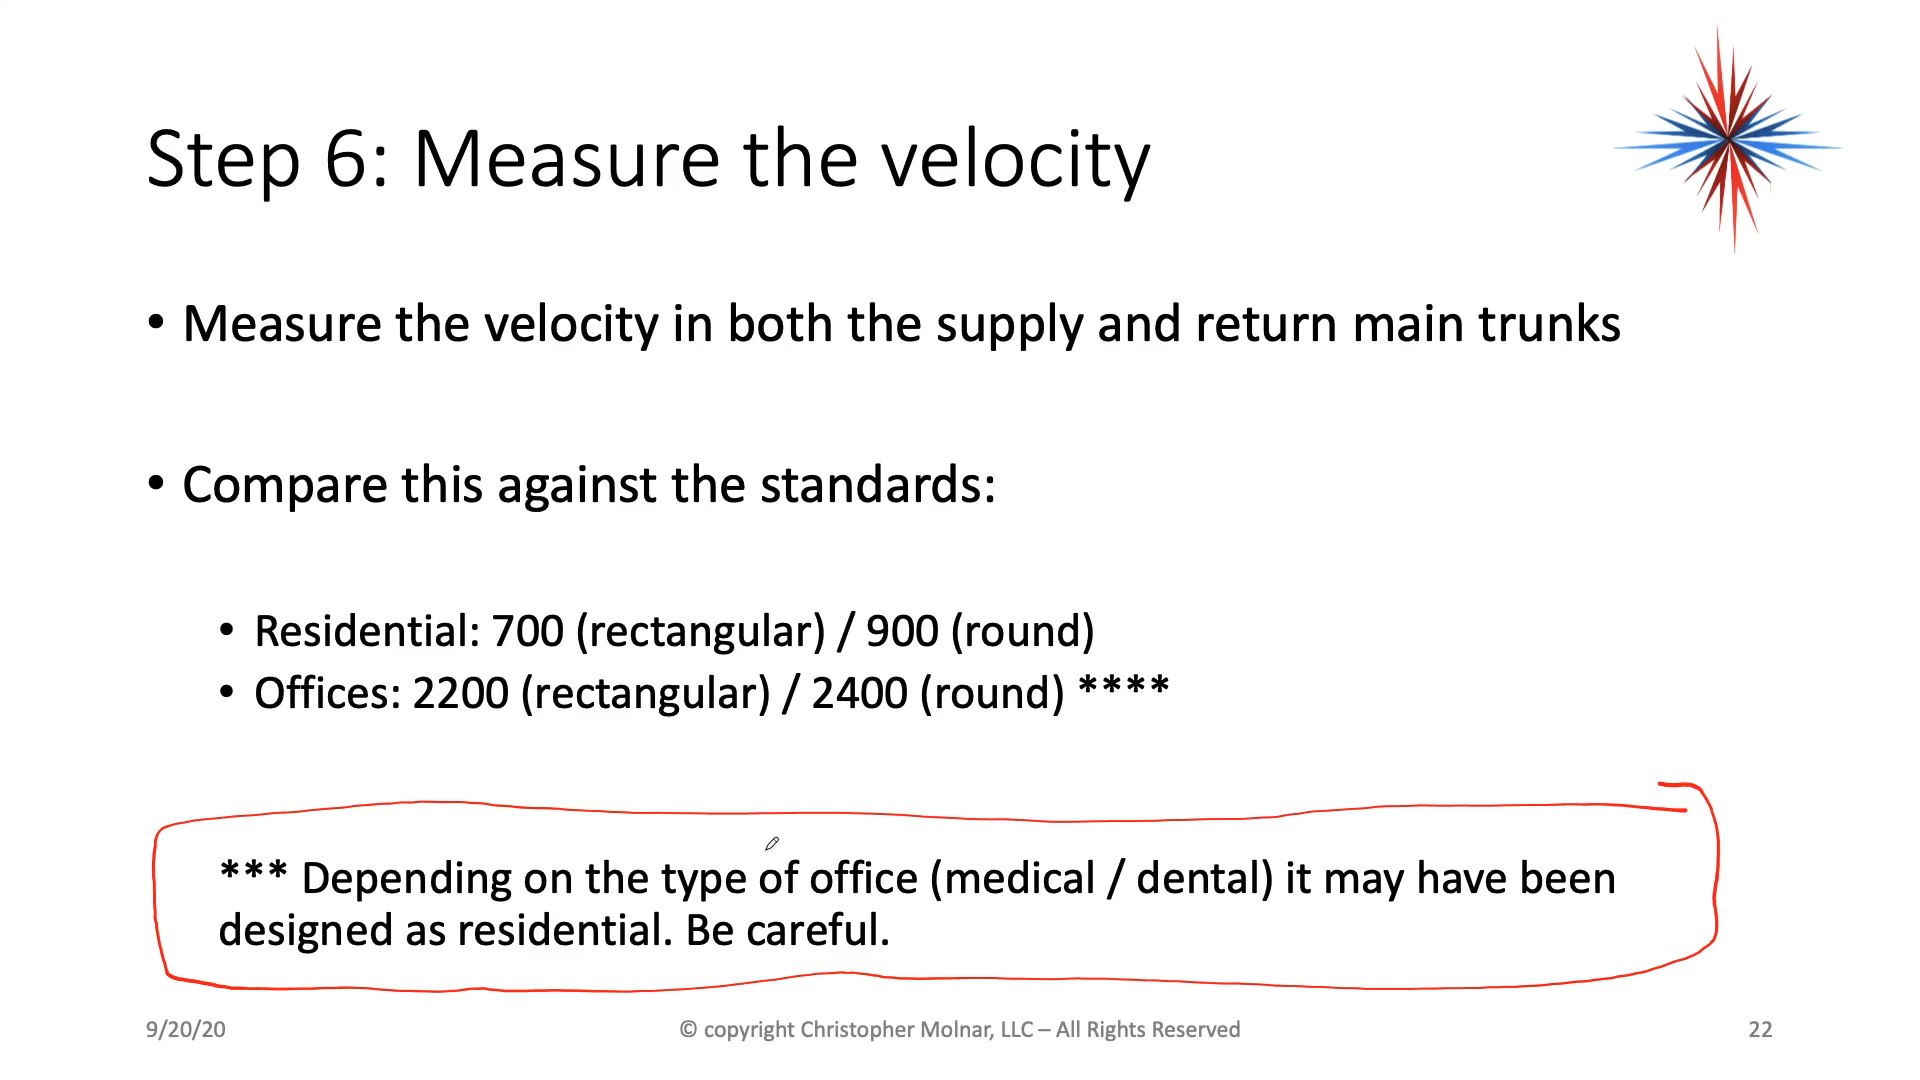 Step 6: Measure the velocity
• Measure the velocity in both the supply and return main trunks
• Compare this against the standards:
• Residential: 700 (rectangular) / 900 (round)
• Offices: 2200 (rectangular) / 2400 (round) ****
*** Depending on the type of office (medical / dental) it may have been
designed as residential. Be careful.
9/20/20
© copyright Christopher Molnar, LLC – All Rights Reserved
22